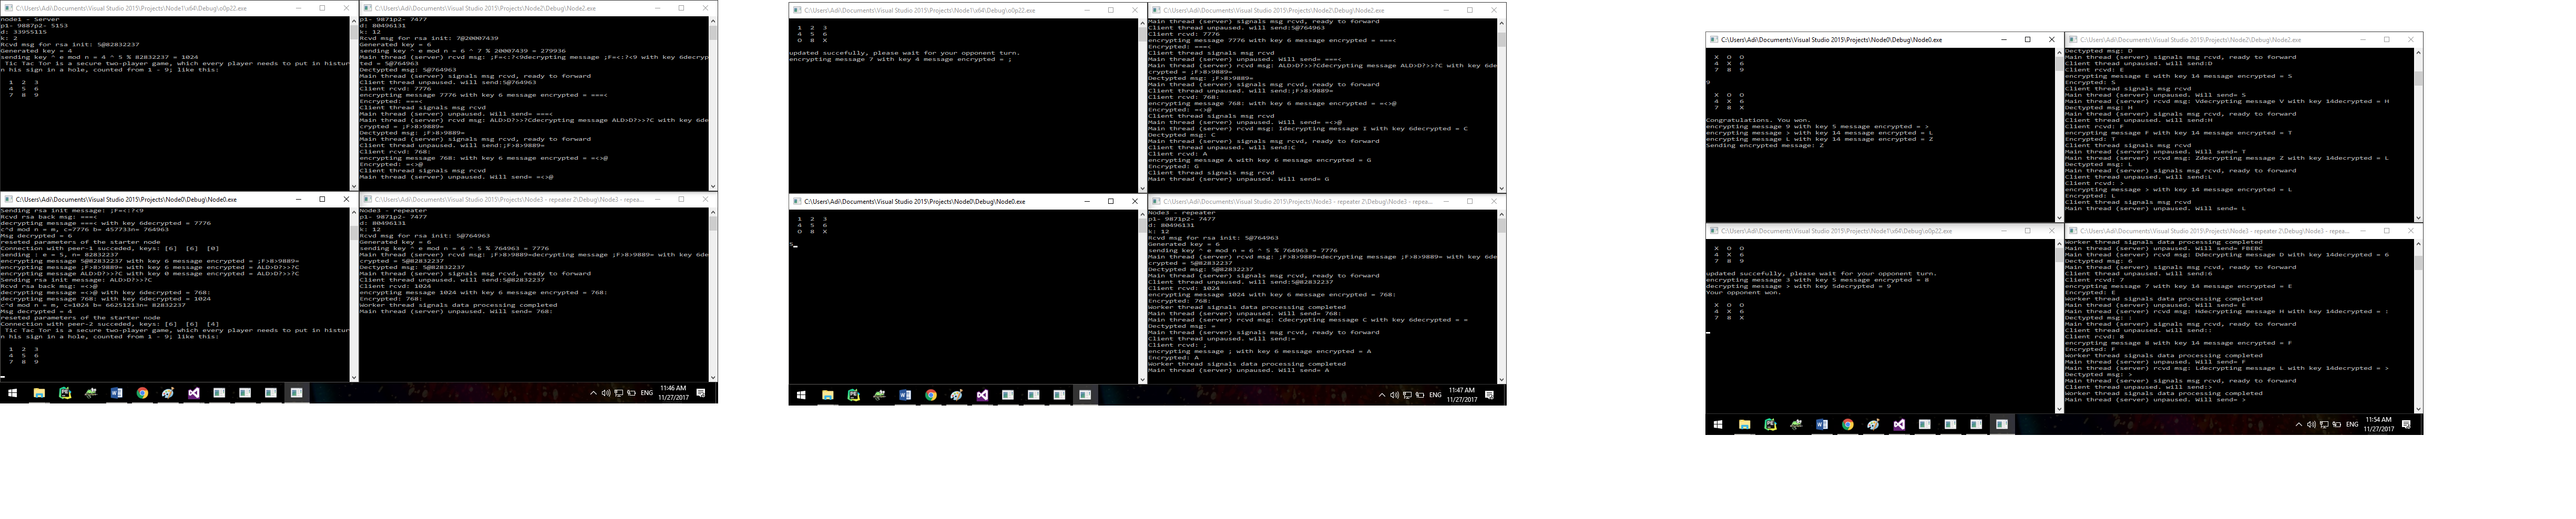 C:\Users\Adi\Documents\Visual Studio 2015\Projects\Node1\x64\Debug\o0p22.exe
node1 - Server
p1- 9887p2- 5153
d: 33955115
k: 2
Rcvd msg for rsa init: 5@82832237
Generated key = 4
sending key ^ e mod n = 4 ^ 5 % 82832237 = 1024
Tic Tac Tor is a secure two-player game, which every player needs to put in histur
n his sign in a hole, counted from 1 - 9; like this:
1 2 3
4 5 6
7 8 9
C:\Users\Adi\Documents\Visual Studio 2015\Projects\Node2\Debug\Node2.exe
p1- 9871p2- 7477
d: 80496131
k: 12
Rcvd msg for rsa init: 7@20007439
Generated key = 6
sending key ^ e mod n = 6 ^ 7 % 20007439 = 279936
Main thread (server) rcvd msg: ;F=<:?<9decrypting message ;F=<:?<9 with key 6decryp
ted = 5@764963
Dectypted msg: 5@764963
Main thread (server) signals msg rcvd, ready to forward
Client thread unpaused. will send:5@764963
Client rcvd: 7776
encrypting message 7776 with key 6 message encrypted = ===<
Encrypted: ===<
Client thread signals msg rcvd
Main thread (server) unpaused. Will send= ===<
Main thread (server) rcvd msg: ALD>D?>>?Cdecrypting message ALD>D?>>?C with key 6de
crypted = ;F>8>9889=
Dectypted msg: ;F>8>9889=
Main thread (server) signals msg rcvd, ready to forward
Client thread unpaused. will send:;F>8>9889=
Client rcvd: 768:
encrypting message 768: with key 6 message encrypted = =<>@
Encrypted: =<>@
Client thread signals msg rcvd
Main thread (server) unpaused. Will send= =<>@
C:\Users\Adi\Documents\Visual Studio 2015\Projects\Node0\Debug\Node0.exe
Sending rsa init message: ;F=<:?<9
Rcvd rsa back msg: ===<
decrypting message ===< with key 6decrypted = 7776
c^d mod n = m, c=7776 b= 457733n= 764963
Msg decrypted = 6
reseted parameters of the starter node
Connection with peer-1 succeded, keys: [6] [6] [0]
sending : e = 5, n= 82832237
encrypting message 5@82832237 with key 6 message encrypted = ;F>8>9889=
encrypting message ;F>8>9889= with key 6 message encrypted = ALD>D?>>?C
encrypting message ALD>D?>>?C with key 0 message encrypted = ALD>D?>>?C
Sending rsa init message: ALD>D?>>?C
Rcvd rsa back msg: =<>@
decrypting message =<>@ with key 6decrypted = 768:
decrypting message 768: with key 6decrypted = 1024
c^d mod n = m, c=1024 b= 66251213n= 82832237
Msg decrypted = 4
reseted parameters of the starter node
Connection with peer-2 succeded, keys: [6] [6] [4]
Tic Tac Tor is a secure two-player game, which every player needs to put in histur
n his sign in a hole, counted from 1 - 9; like this:
1 2 3
4 5 6
7 8 9
C:\Users\Adi\Documents\Visual Studio 2015\Projects\Node3 - repeater 2\Debug\Node3 - repea...
Node3 - repeater
p1- 9871p2- 7477
d: 80496131
k: 12
Rcvd msg for rsa init: 5@764963
Generated key = 6
sending key ^ e mod n = 6 ^ 5 % 764963 = 7776
Main thread (server) rcvd msg: ;F>8>9889=decrypting message ;F>8>9889= with key 6de
crypted = 5@82832237
Dectypted msg: 5@82832237
Main thread (server) signals msg rcvd, ready to forward
Client thread unpaused. will send:5@82832237
Client rcvd: 1024
encrypting message 1024 with key 6 message encrypted = 768:
Encrypted: 768:
Worker thread signals data processing completed
Main thread (server) unpaused. Will send= 768:
ENG
11:46 AM
11/27/2017
C:\Users\Adi\Documents\Visual Studio 2015\Projects\Node1\x64\Debug\o0p22.exe
1 2 3
4 5 6
O 8 X
updated succefully, please wait for your opponent turn.
encrypting message 7 with key 4 message encrypted = ;
C:\Users\Adi\Documents\Visual Studio 2015\Projects\Node2\Debug\Node2.exe
Main thread (server) signals msg rcvd, ready to forward
Client thread unpaused. will send:5@764963
Client rcvd: 7776
encrypting message 7776 with key 6 message encrypted = ===<
Encrypted: ===<
Client thread signals msg rcvd
Main thread (server) unpaused. Will send= ===<
Main thread (server) rcvd msg: ALD>D?>>?Cdecrypting message ALD>D?>>?C with key 6de
crypted = ;F>8>9889=
Dectypted msg: ;F>8>9889=
Main thread (server) signals msg rcvd, ready to forward
Client thread unpaused. will send:;F>8>9889=
Client rcvd: 768:
encrypting message 768: with key 6 message encrypted = =<>@
Encrypted: =<>@
Client thread signals msg rcvd
Main thread (server) unpaused. Will send= =<>@
Main thread (server) rcvd msg: Idecrypting message I with key 6decrypted = C
Dectypted msg: C
Main thread (server) signals msg rcvd, ready to forward
Client thread unpaused. will send:C
Client rcvd: A
encrypting message A with key 6 message encrypted = G
Encrypted: G
Client thread signals msg rcvd
Main thread (server) unpaused. Will send= G
C:\Users\Adi\Documents\Visual Studio 2015\Projects\Node0\Debug\Node0.exe
1 2 3
4 5 6
O 8 X
5
C:\Users\Adi\Documents\Visual Studio 2015\Projects\Node3 - repeater 2\Debug\Node3 - repea...
Node3 - repeater
p1- 9871p2- 7477
d: 80496131
k: 12
Rcvd msg for rsa init: 5@764963
Generated key = 6
sending key ^ e mod n = 6 ^ 5 % 764963 = 7776
Main thread (server) rcvd msg: ;F>8>9889=decrypting message ;F>8>9889= with key 6de
crypted = 5@82832237
Dectypted msg: 5@82832237
Main thread (server) signals msg rcvd, ready to forward
Client thread unpaused. will send:5@82832237
Client rcvd: 1024
encrypting message 1024 with key 6 message encrypted = 768:
Encrypted: 768:
Worker thread signals data processing completed
Main thread (server) unpaused. Will send= 768:
Main thread (server) rcvd msg: Cdecrypting message C with key 6decrypted = =
Dectypted msg: =
Main thread (server) signals msg rcvd, ready to forward
Client thread unpaused. will send:=
Client rcvd: ;
encrypting message ; with key 6 message encrypted = A
Encrypted: A
Worker thread signals data processing completed
Main thread (server) unpaused. Will send= A
ENG
11:47 AM
11/27/2017
C:\Users\Adi\Documents\Visual Studio 2015\Projects\Node0\Debug\Node0.exe
X O O
4 X 6
7 8 9
9
X O O
4 X 6
7 8 X
Congratulations. You won.
encrypting message 9 with key 5 message encrypted = >
encrypting message > with key 14 message encrypted = L
encrypting message L with key 14 message encrypted = Z
Sending encrypted message: Z
C:\Users\Adi\Documents\Visual Studio 2015\Projects\Node2\Debug\Node2.exe
Dectypted msg: D
Main thread (server) signals msg rcvd, ready to forward
Client thread unpaused. will send:D
Client rcvd: E
encrypting message E with key 14 message encrypted = S
Encrypted: S
Client thread signals msg rcvd
Main thread (server) unpaused. Will send= S
Main thread (server) rcvd msg: Vdecrypting message V with key 14decrypted = H
Dectypted msg: H
Main thread (server) signals msg rcvd, ready to forward
Client thread unpaused. will send:H
Client rcvd: F
encrypting message F with key 14 message encrypted = T
Encrypted: T
Client thread signals msg rcvd
Main thread (server) unpaused. Will send= T
Main thread (server) rcvd msg: Zdecrypting message Z with key 14decrypted = L
Dectypted msg: L
Main thread (server) signals msg rcvd, ready to forward
Client thread unpaused. will send:L
Client rcvd: >
encrypting message > with key 14 message encrypted = L
Encrypted: L
Client thread signals msg rcvd
Main thread (server) unpaused. Will send= L
C:\Users\Adi\Documents\Visual Studio 2015\Projects\Node1\x64\Debug\o0p22.exe
X O O
4 X 6
7 8 9
updated succefully, please wait for your opponent turn.
encrypting message 3 with key 5 message encrypted = 8
decrypting message > with key 5decrypted = 9
Your opponent won.
X O O
4 X 6
7 8 X
C:\Users\Adi\Documents\Visual Studio 2015\Projects\Node3 - repeater 2\Debug\Node3 - repea...
Worker thread signals data processing completed
Main thread (server) unpaused. Will send= FBEBC
Main thread (server) rcvd msg: Ddecrypting message D with key 14decrypted = 6
Dectypted msg: 6
Main thread (server) signals msg rcvd, ready to forward
Client thread unpaused. will send:6
Client rcvd: 7
encrypting message 7 with key 14 message encrypted = E
Encrypted: E
Worker thread signals data processing completed
Main thread (server) unpaused. Will send= E
Main thread (server) rcvd msg: Hdecrypting message H with key 14decrypted = :
Dectypted msg: :
Main thread (server) signals msg rcvd, ready to forward
Client thread unpaused. will send::
Client rcvd: 8
encrypting message 8 with key 14 message encrypted = F
Encrypted: F
Worker thread signals data processing completed
Main thread (server) unpaused. Will send= F
Main thread (server) rcvd msg: Ldecrypting message L with key 14decrypted = >
Dectypted msg: >
Main thread (server) signals msg rcvd, ready to forward
Client thread unpaused. will send:>
Worker thread signals data processing completed
Main thread (server) unpaused. Will send= >
ENG
11:54 AM
11/27/2017